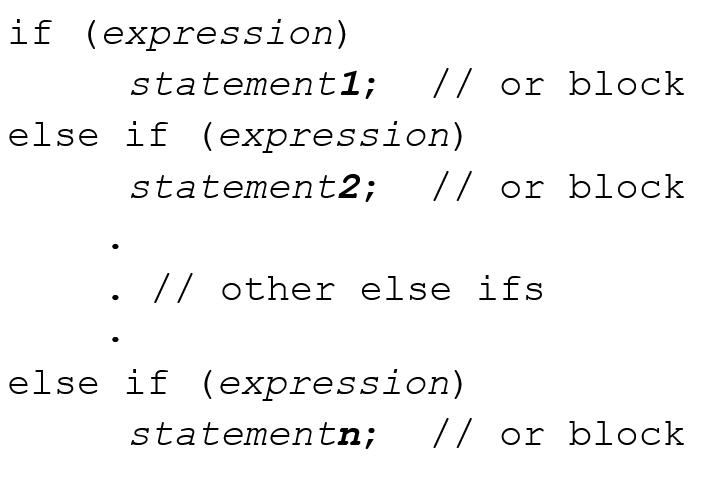 if (expression)
statement1; // or block
else if (expression)
statement2; // or block
.
. // other else ifs
.
else if (expression)
statementn; // or block